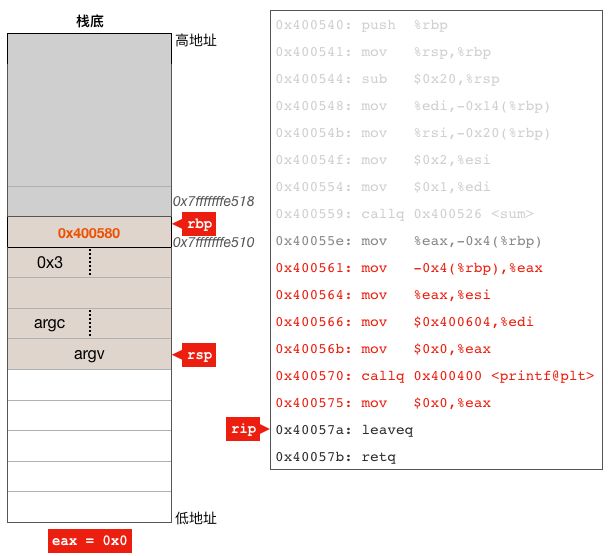 栈底
高地址
0x7fffffffe518
rbp
0x400580
0x7fffffffe510
0x3
argc
argv
rsp
低地址
eax = 0x0
0x400540: push %rbp
0x400541: mov %rsp,%rbp
0x400544: sub $0x20,%rsp
0x400548: mov %edi,-0x14(%rbp)
0x40054b: mov %rsi,-0x20(%rbp)
0x40054f: mov $0x2,%esi
0x400554: mov $0x1,%edi
0x400559: callq 0x400526 <sum>
0x40055e: mov %eax,-0x4(%rbp)
0x400561: mov -0x4(%rbp),%eax
0x400564: mov %eax,%esi
0x400566: mov $0x400604,%edi
0x40056b: mov $0x0,%eax
0x400570: callq 0x400400 <printf@plt>
0x400575: mov $0x0,%eax
rip
0x40057a: leaveq
0x40057b: retq